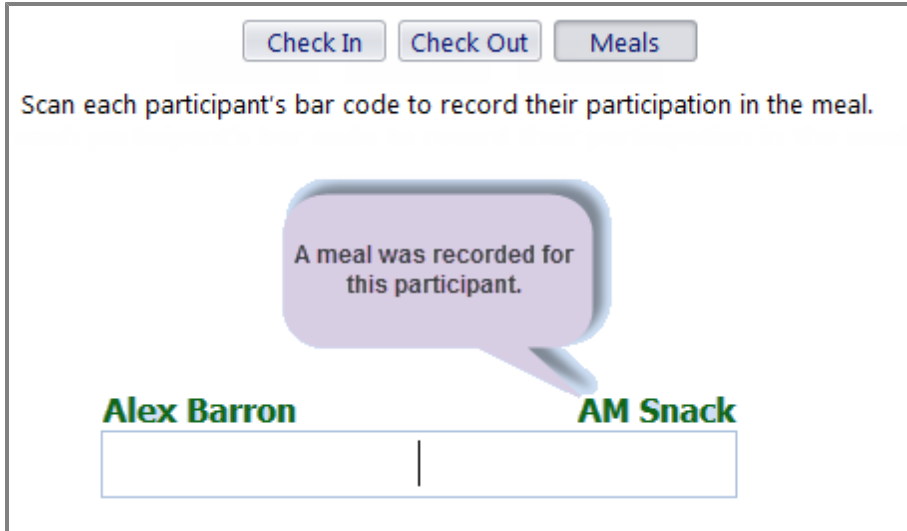 Check In Check Out Meals
Scan each participant's bar code to record their participation in the meal.
A meal was recorded for
this participant.
Alex Barron AM Snack